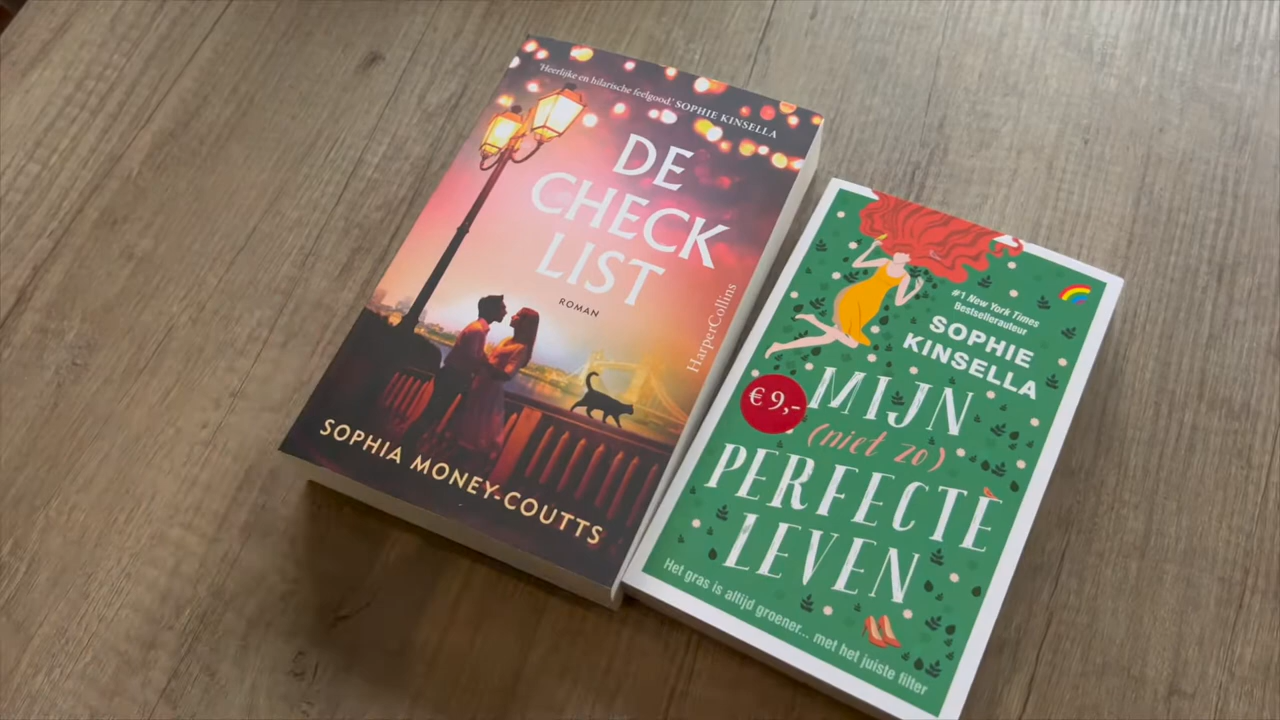 'Heerlijke en hilarische feelgood.' SOPHIE KINSELLA
DE
CHECK
LIST
ROMAN
HarperCollins
SOPHIA MONEY-COUTTS
#1 New York Times
Bestsellerauteur
SOPHIE
KINSELLA
€ 9,-
MIJN
(niet zo)
PERFECTE
LEVEN
Het gras is altijd groener... met het juiste filter